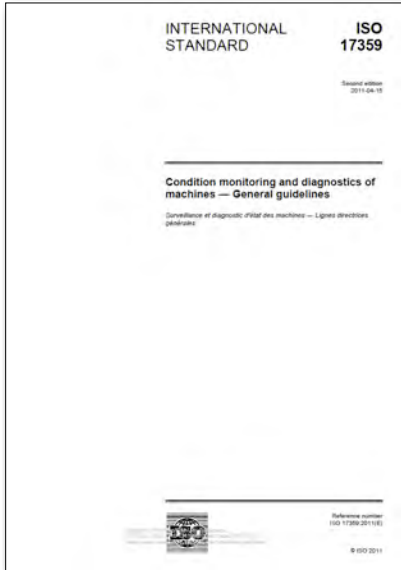 INTERNATIONAL
STANDARD
ISO
17359
Second edition
2011-04-15
Condition monitoring and diagnostics of
machines — General guidelines
Surveillance et diagnostic d'état des machines — Lignes directrices
générales
Reference number
ISO 17359:2011(E)
© ISO 2011